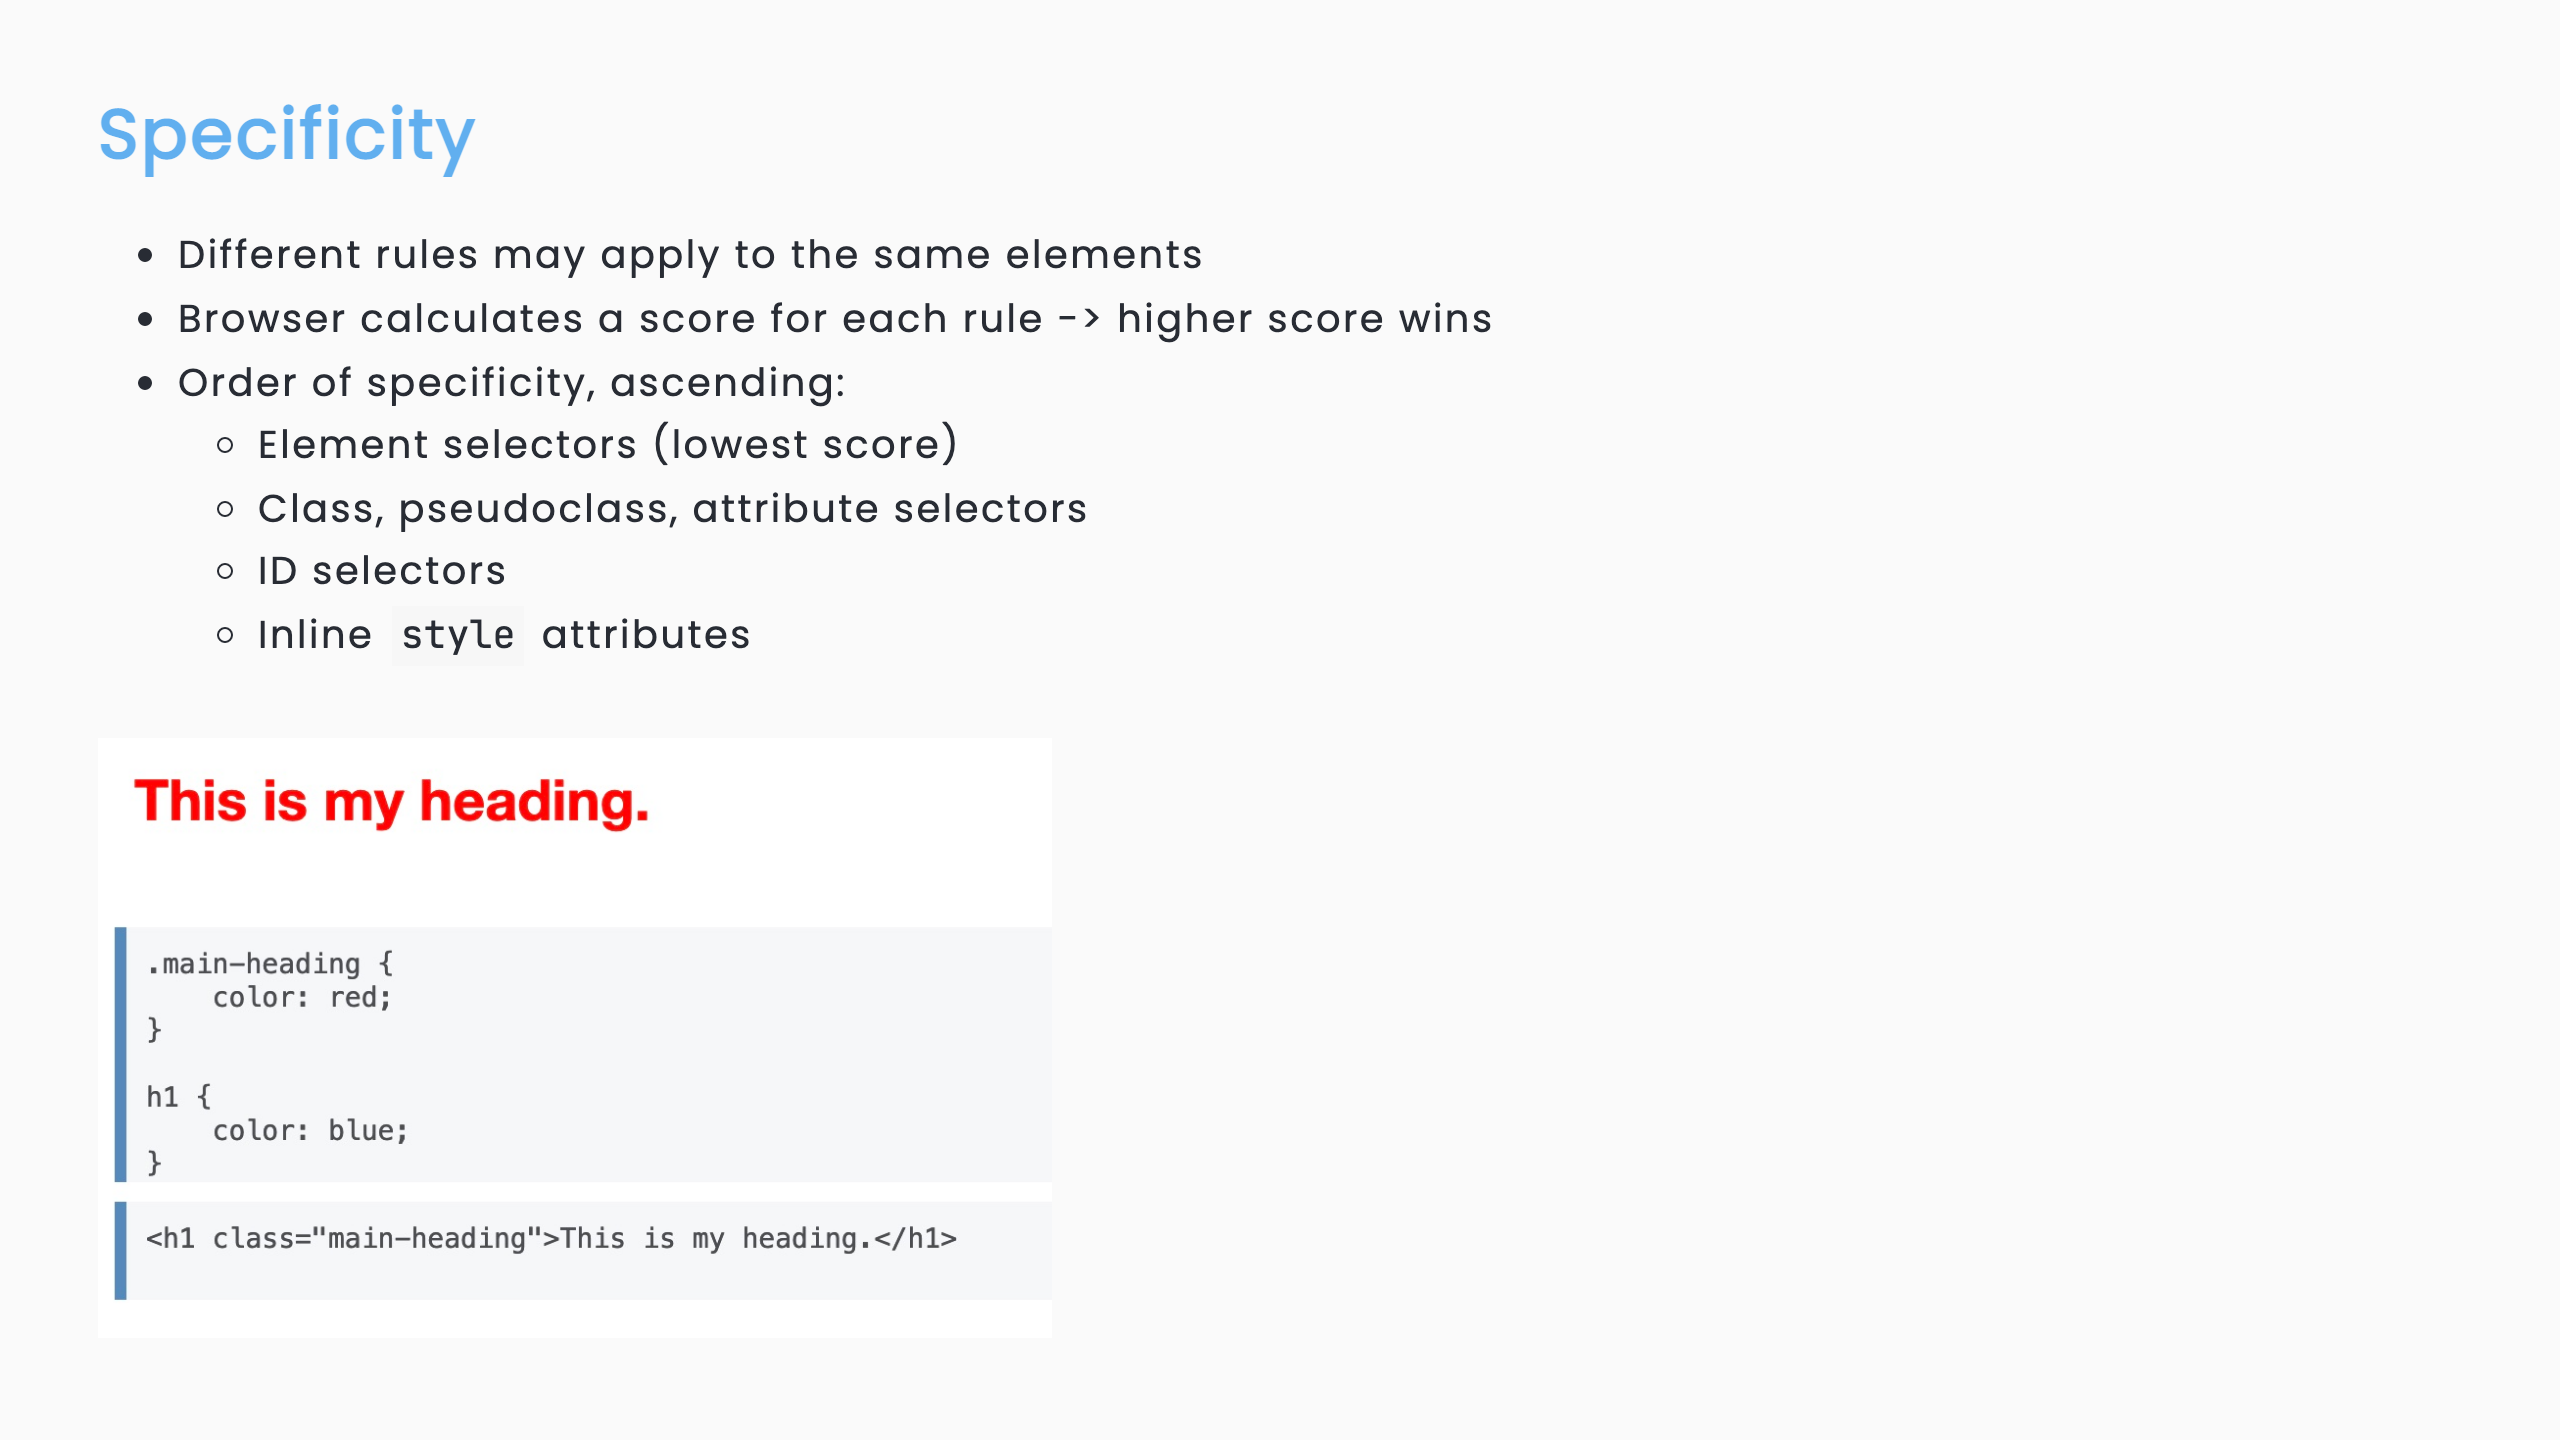 Specificity
Different rules may apply to the same elements
Browser calculates a score for each rule -> higher score wins
Order of specificity, ascending:
Element selectors (lowest score)
Class, pseudoclass, attribute selectors
ID selectors
Inline style attributes
This is my heading.
.main-heading {
    color: red;
}
h1 {
    color: blue;
}
<h1 class="main-heading">This is my heading.</h1>